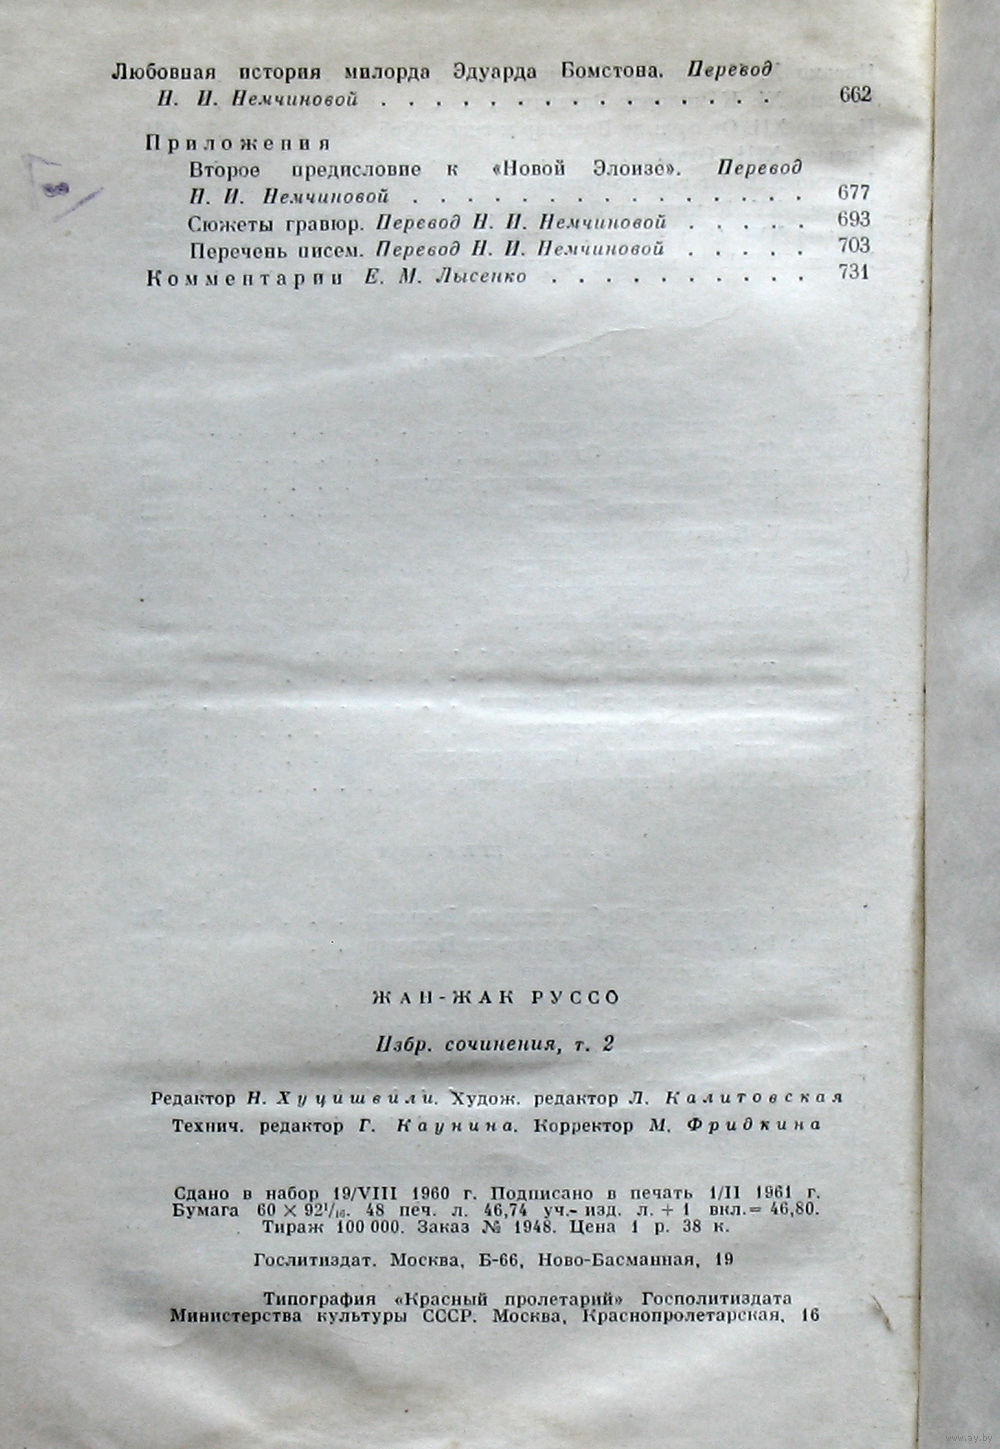 Любовная история милорда Эдуарда Бомстона. Перевод
Н. И. Немчиновой . . . . . . . . . . . . . . . 662
Приложения
Второе предисловие к «Новой Элоизе». Перевод
Н. И. Немчиновой . . . . . . . . . . . . . . . 677
Сюжеты гравюр. Перевод Н. И. Немчиновой . . . . . 693
Перечень писем. Перевод Н. И. Немчиновой . . . . . 703
Комментарии Е. М. Лысенко . . . . . . . . . . 731
ЖАН-ЖАК РУССО
Избр. сочинения, т. 2
Редактор Н. Хуцишвили. Худож. редактор Л. Калитовская
Технич. редактор Г. Каунина. Корректор М. Фридкина
Сдано в набор 19/VIII 1960 г. Подписано в печать 1/II 1961 г.
Бумага 60 × 92¹/₁₆. 48 печ. л. 46,74 уч.-изд. л. + 1 вкл. = 46,80.
Тираж 100 000. Заказ № 1948. Цена 1 р. 38 к.
Гослитиздат. Москва, Б-66, Ново-Басманная, 19
Типография «Красный пролетарий» Госполитиздата
Министерства культуры СССР. Москва, Краснопролетарская, 16
www.ay.by